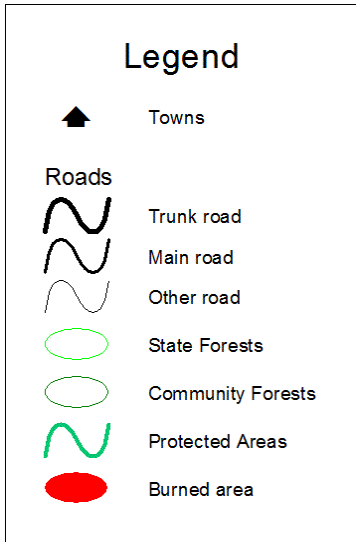 Legend
Towns
Roads
Trunk road
Main road
Other road
State Forests
Community Forests
Protected Areas
Burned area